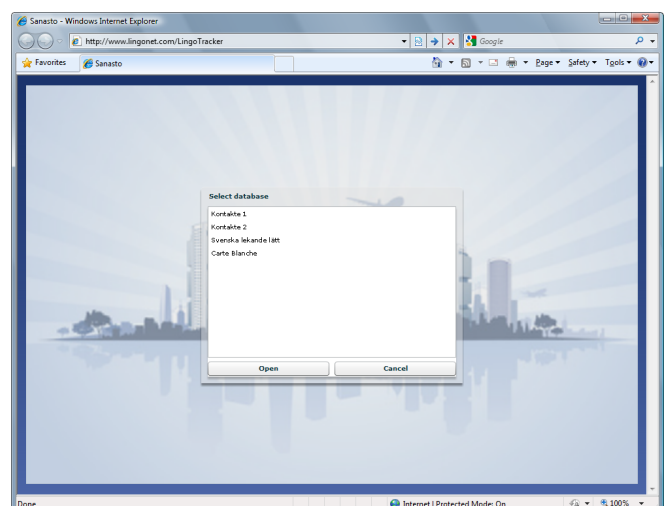 Sanasto - Windows Internet Explorer
http://www.lingonet.com/LingoTracker
Google
Favorites
Sanasto
Page
Safety
Tools
Select database
Kontakte 1
Kontakte 2
Svenska lekande lätt
Carte Blanche
Open
Cancel
Done
Internet | Protected Mode: On
100%